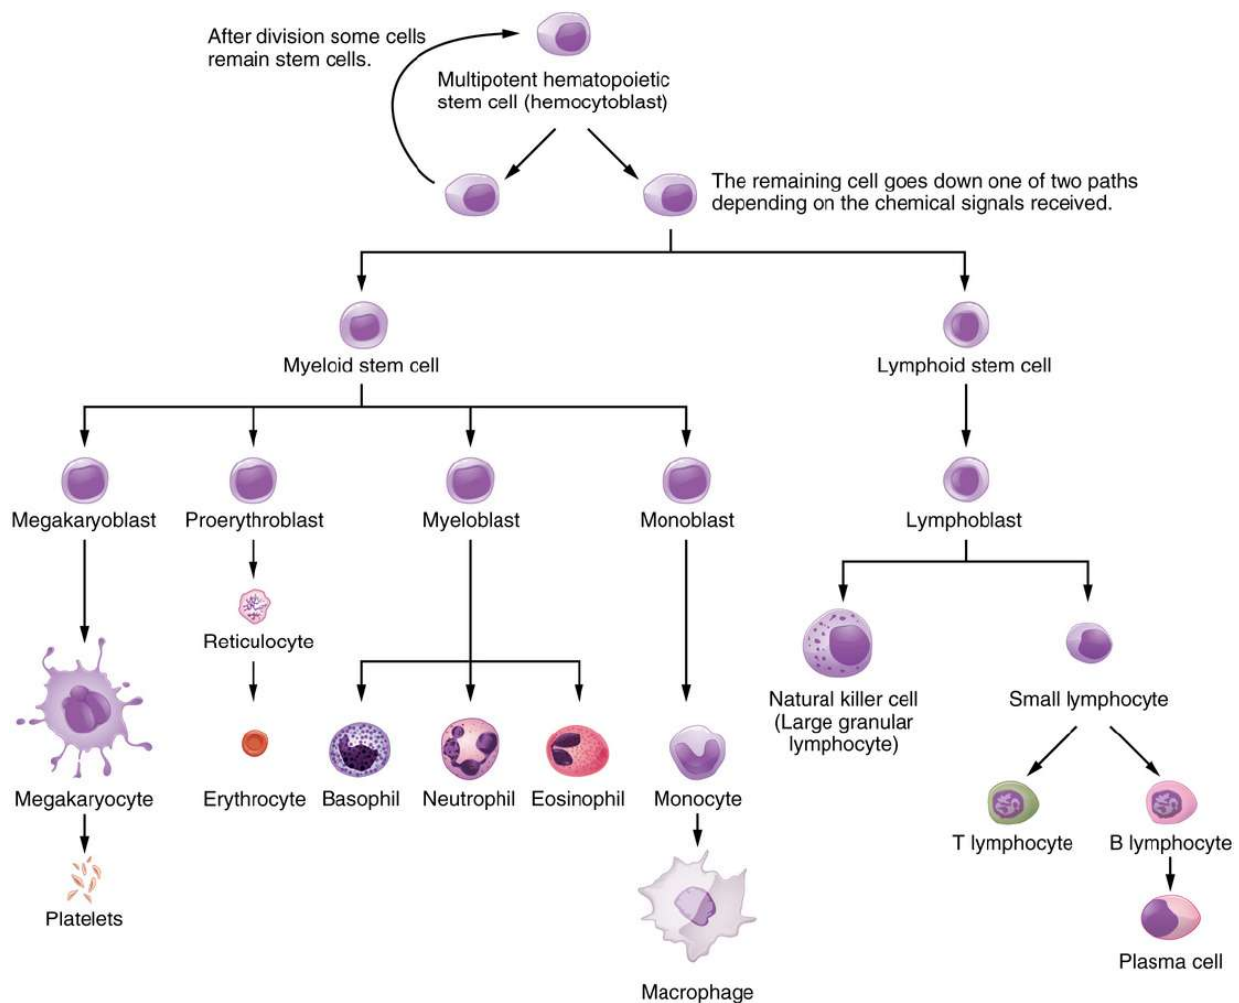 After division some cells
remain stem cells.
Multipotent hematopoietic
stem cell (hemocytoblast)
The remaining cell goes down one of two paths
depending on the chemical signals received.
Myeloid stem cell
Lymphoid stem cell
Megakaryoblast
Proerythroblast
Myeloblast
Monoblast
Lymphoblast
Reticulocyte
Natural killer cell
(Large granular
lymphocyte)
Small lymphocyte
Megakaryocyte
Erythrocyte
Basophil
Neutrophil
Eosinophil
Monocyte
T lymphocyte
B lymphocyte
Platelets
Plasma cell
Macrophage